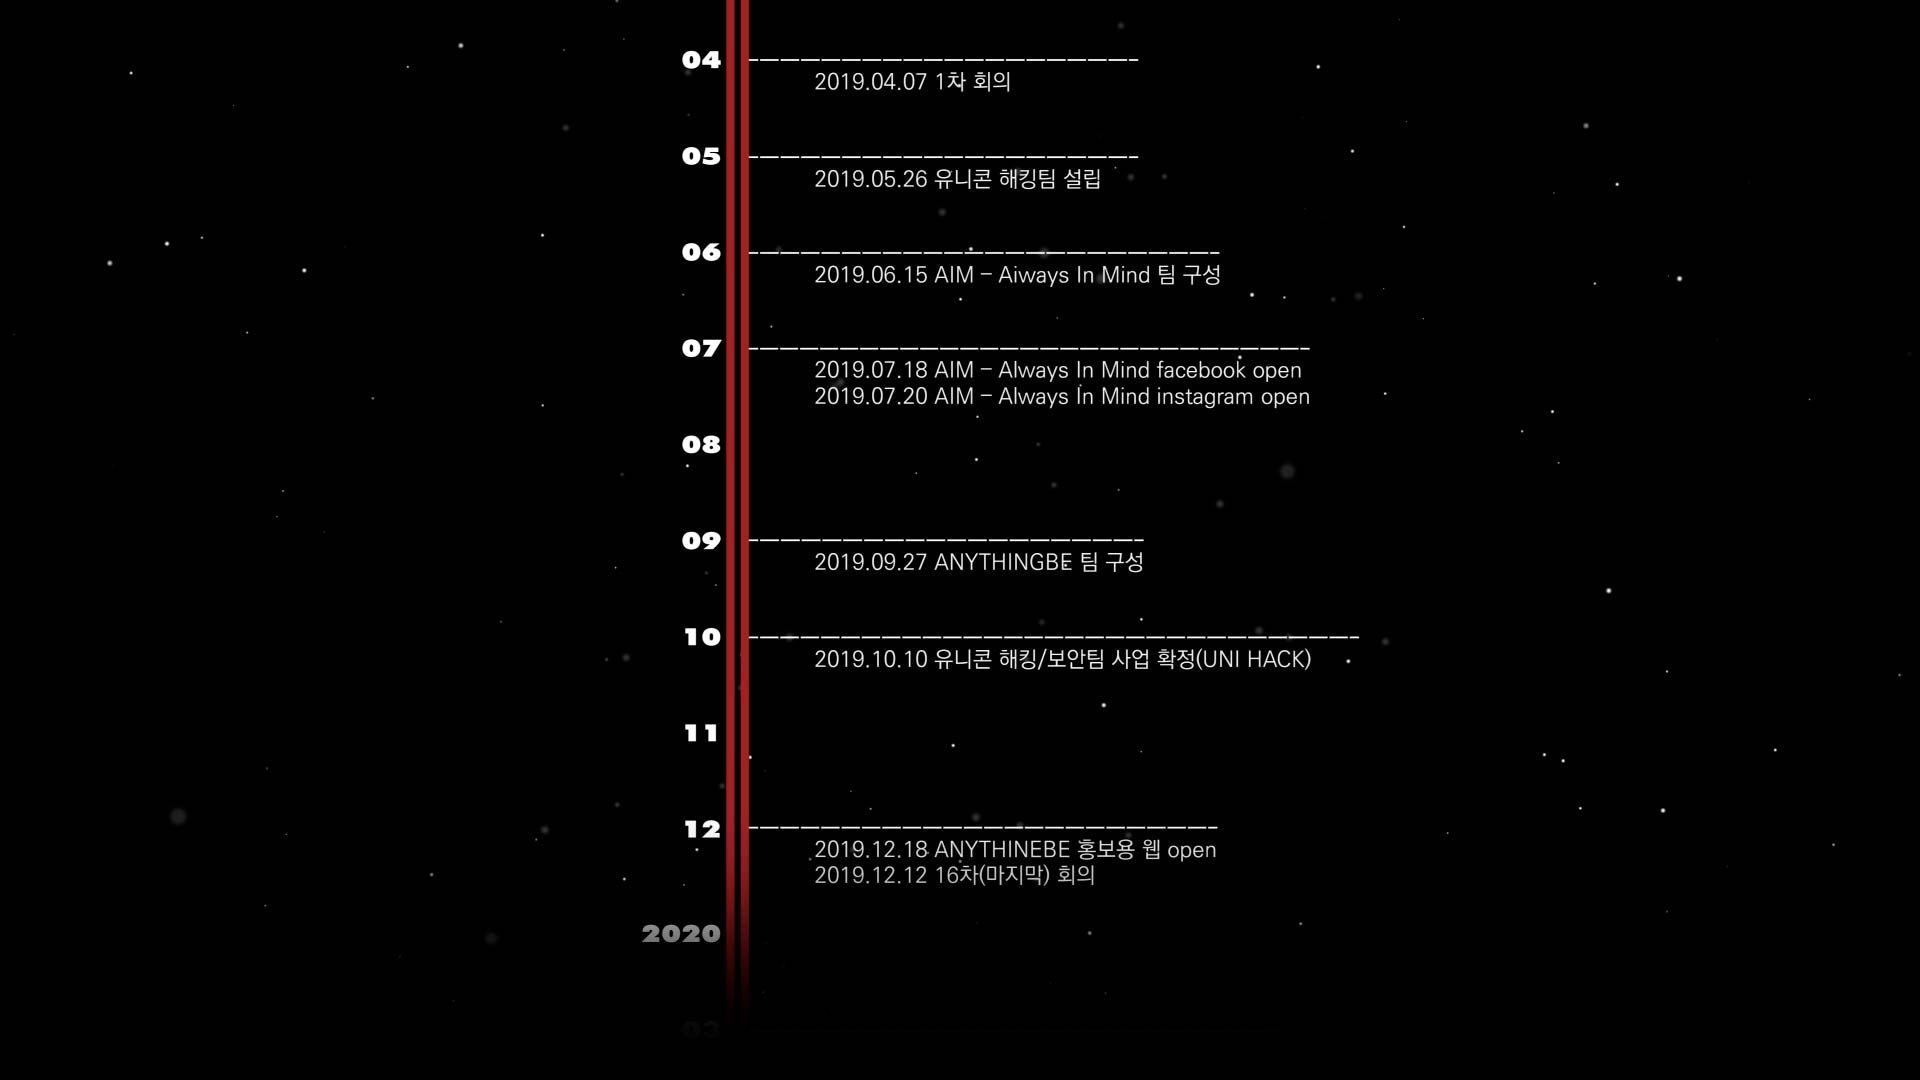 04
2019.04.07 1차 회의
05
2019.05.26 유니콘 해킹팀 설립
06
2019.06.15 AIM – Aiways In Mind 팀 구성
07
2019.07.18 AIM – Always In Mind facebook open
2019.07.20 AIM – Always In Mind instagram open
08
09
2019.09.27 ANYTHINGBE 팀 구성
10
2019.10.10 유니콘 해킹/보안팀 사업 확정(UNI HACK)
11
12
2019.12.18 ANYTHINEBE 홍보용 웹 open
2019.12.12 16차(마지막) 회의
2020
03